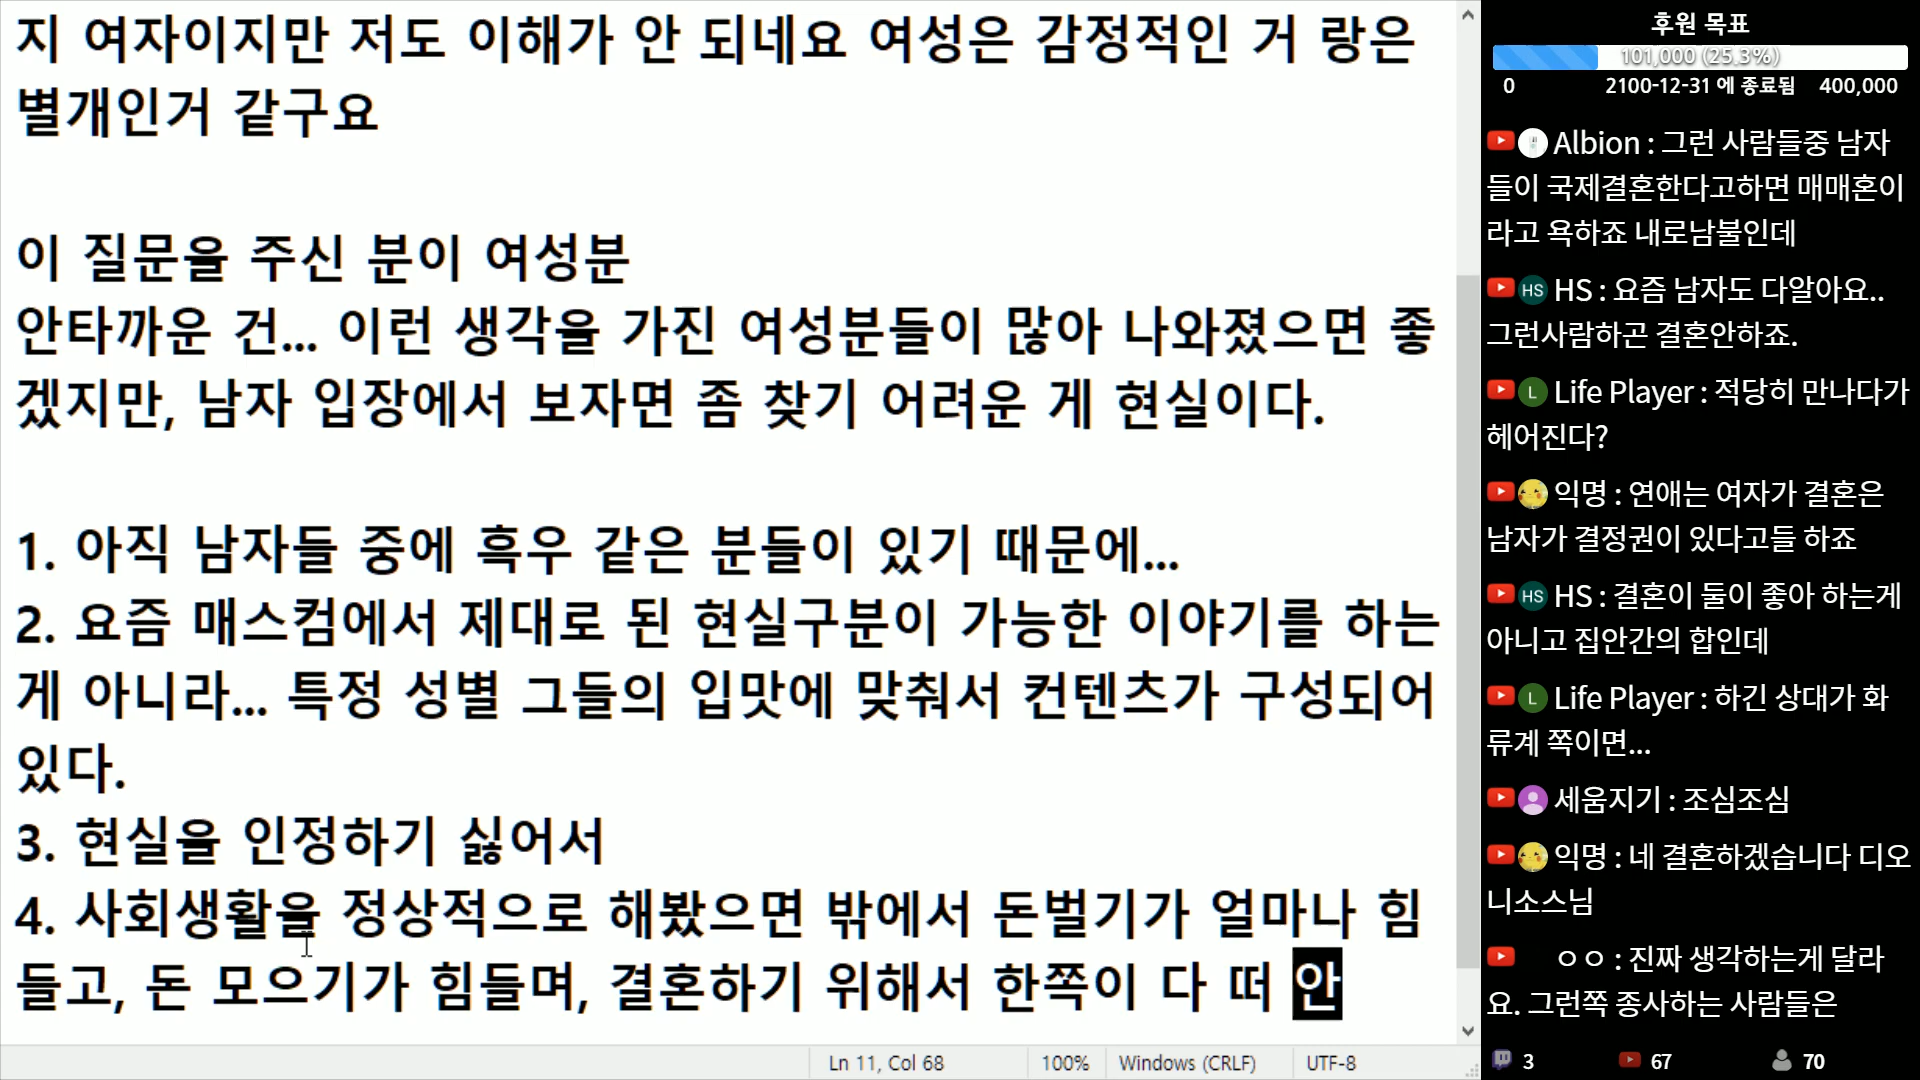 지 여자이지만 저도 이해가 안 되네요 여성은 감정적인 거 랑은
별개인거 같구요
이 질문을 주신 분이 여성분
안타까운 건... 이런 생각을 가진 여성분들이 많아 나와졌으면 좋
겠지만, 남자 입장에서 보자면 좀 찾기 어려운 게 현실이다.
1. 아직 남자들 중에 흑우 같은 분들이 있기 때문에...
2. 요즘 매스컴에서 제대로 된 현실구분이 가능한 이야기를 하는
게 아니라... 특정 성별 그들의 입맛에 맞춰서 컨텐츠가 구성되어
있다.
3. 현실을 인정하기 싫어서
4. 사회생활을 정상적으로 해봤으면 밖에서 돈벌기가 얼마나 힘
들고, 돈 모으기가 힘들며, 결혼하기 위해서 한쪽이 다 떠 안
Ln 11, Col 68
100%
Windows (CRLF)
UTF-8
후원 목표
101,000 (25.3%)
0 2100-12-31 에 종료됨 400,000
Albion : 그런 사람들중 남자
들이 국제결혼한다고하면 매매혼이
라고 욕하죠 내로남불인데
HS HS : 요즘 남자도 다알아요..
그런사람하곤 결혼안하죠.
L Life Player : 적당히 만나다가
헤어진다?
익명 : 연애는 여자가 결혼은
남자가 결정권이 있다고들 하죠
HS HS : 결혼이 둘이 좋아 하는게
아니고 집안간의 합인데
L Life Player : 하긴 상대가 화
류계 쪽이면...
세움지기 : 조심조심
익명 : 네 결혼하겠습니다 디오
니소스님
ㅇㅇ : 진짜 생각하는게 달라
요. 그런쪽 종사하는 사람들은
3 67 70